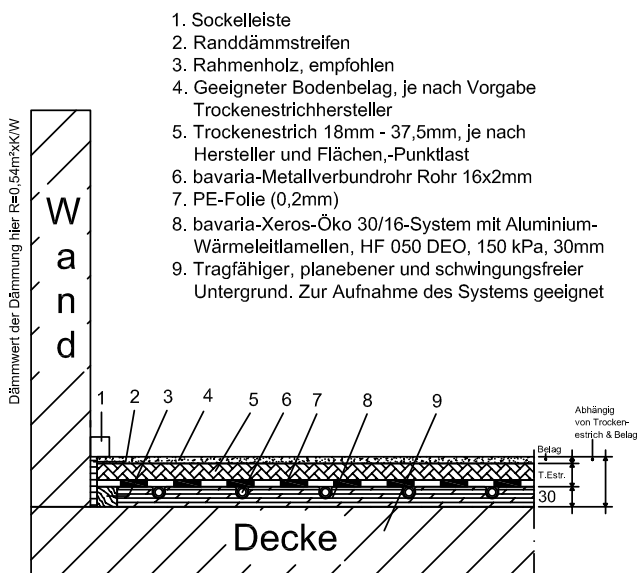 1. Sockelleiste
2. Randdämmstreifen
3. Rahmenholz, empfohlen
4. Geeigneter Bodenbelag, je nach Vorgabe
Trockenestrichhersteller
5. Trockenestrich 18mm - 37,5mm, je nach
Hersteller und Flächen,-Punktlast
6. bavaria-Metallverbundrohr Rohr 16x2mm
7. PE-Folie (0,2mm)
8. bavaria-Xeros-Öko 30/16-System mit Aluminium-
Wärmeleitlamellen, HF 050 DEO, 150 kPa, 30mm
9. Tragfähiger, planebener und schwingungsfreier
Untergrund. Zur Aufnahme des Systems geeignet
Dämmwert der Dämmung hier R=0,54m²xK/W
Wand
1 2 3 4 5 6 7 8 9
Abhängig
von Trocken-
estrich & Belag
Belag
T.Estr.
30
Decke